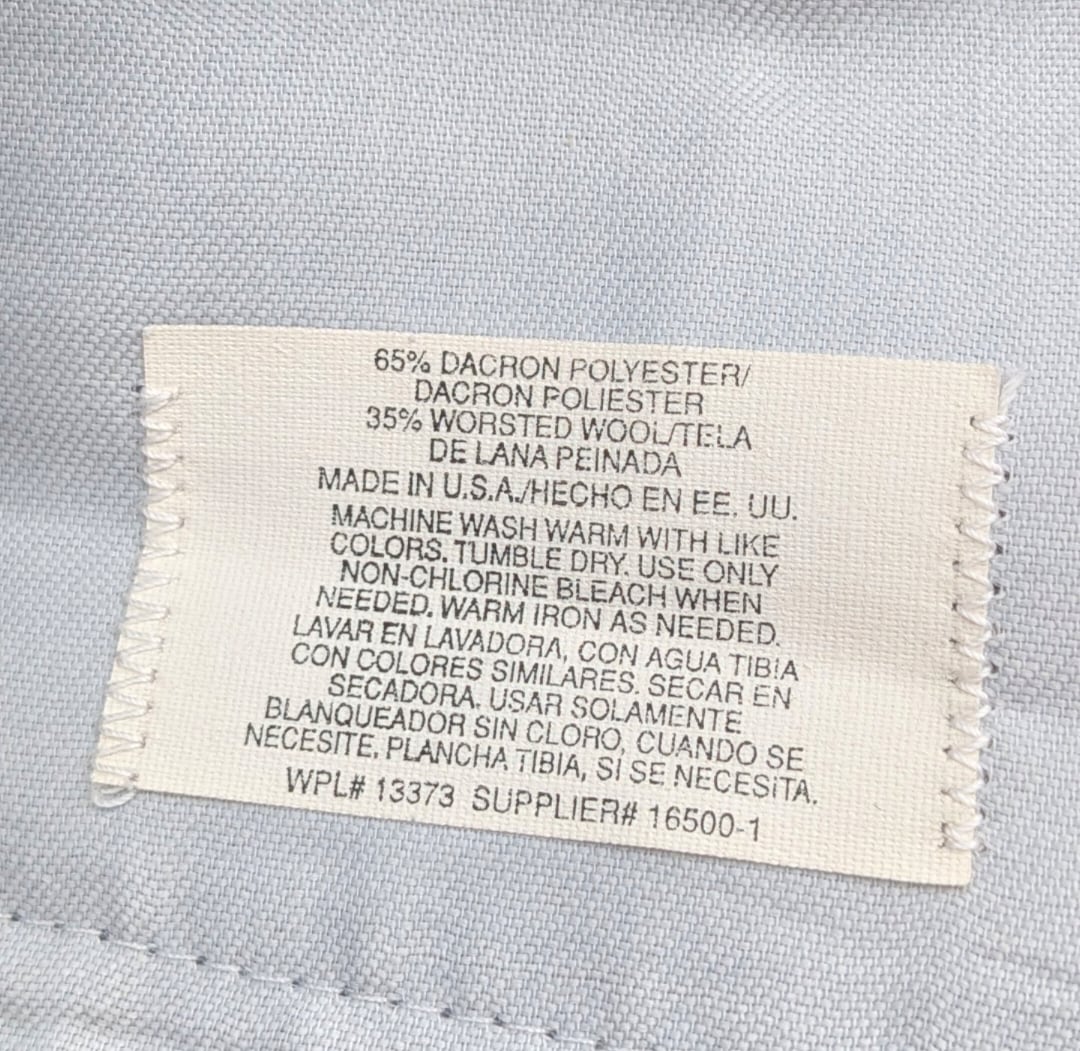 65% DACRON POLYESTER/
DACRON POLIESTER
35% WORSTED WOOL/TELA
DE LANA PEINADA
MADE IN U.S.A./HECHO EN EE. UU.
MACHINE WASH WARM WITH LIKE
COLORS. TUMBLE DRY. USE ONLY
NON-CHLORINE BLEACH WHEN
NEEDED. WARM IRON AS NEEDED.
LAVAR EN LAVADORA, CON AGUA TIBIA
CON COLORES SIMILARES. SECAR EN
SECADORA. USAR SOLAMENTE
BLANQUEADOR SIN CLORO, CUANDO SE
NECESITE. PLANCHA TIBIA, SI SE NECESITA.
WPL# 13373 SUPPLIER# 16500-1